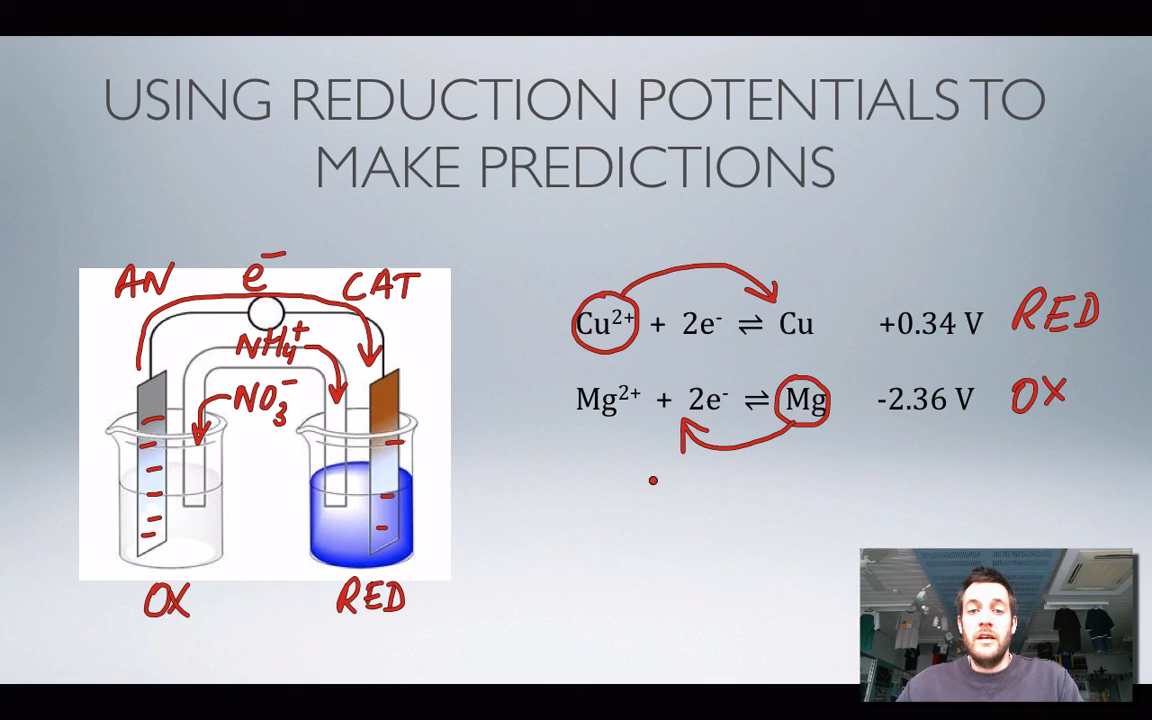 USING REDUCTION POTENTIALS TO
MAKE PREDICTIONS
AN e⁻ CAT
NH₄⁺
NO₃⁻
OX RED
Cu²⁺ + 2e⁻ ⇌ Cu +0.34 V RED
Mg²⁺ + 2e⁻ ⇌ Mg -2.36 V OX